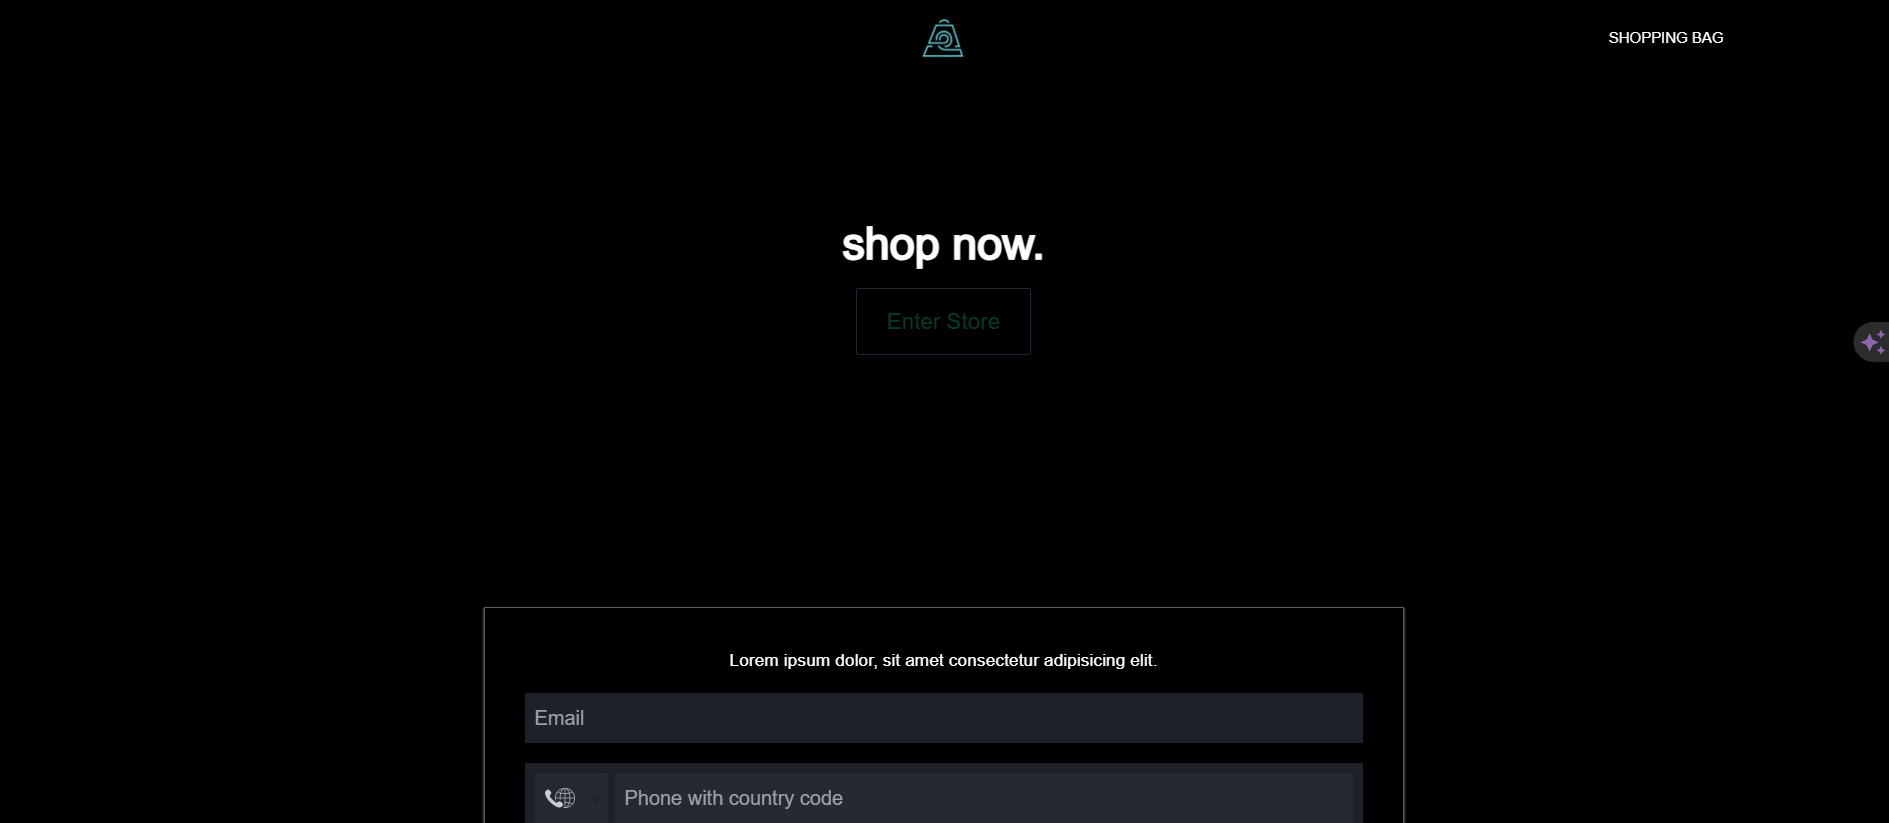 SHOPPING BAG
shop now.
Enter Store
Lorem ipsum dolor, sit amet consectetur adipisicing elit.
Email
Phone with country code